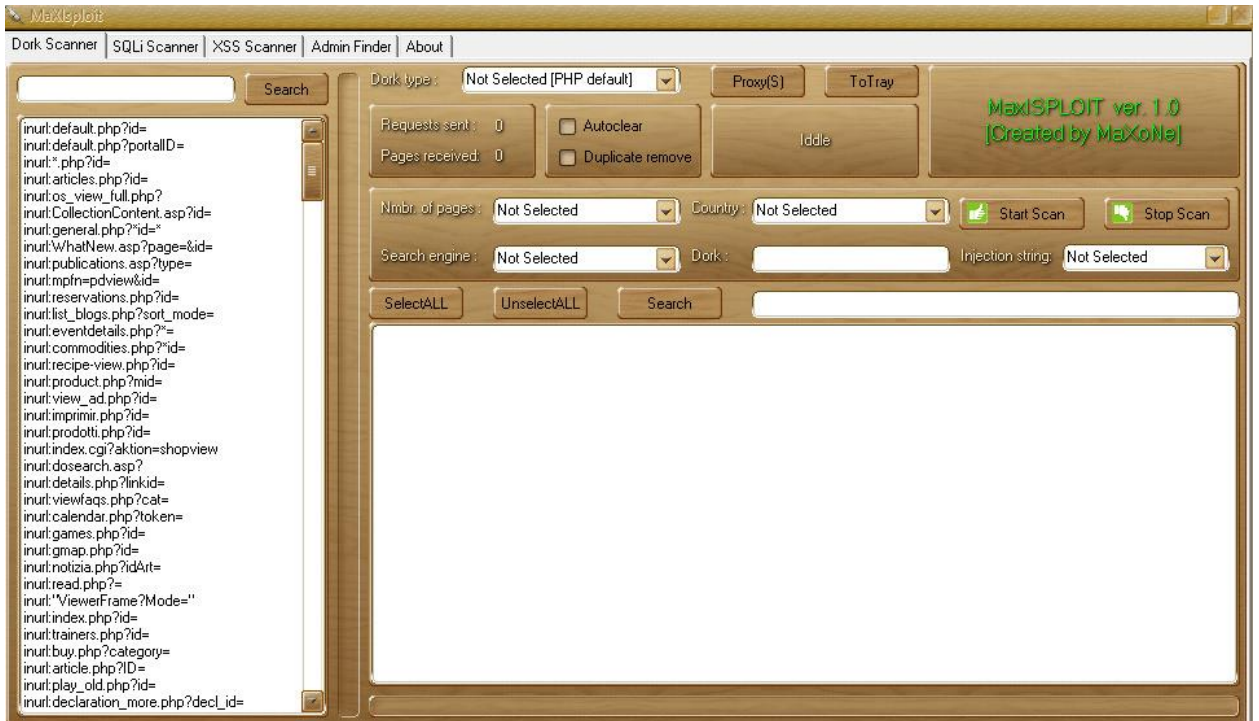 MaXIsploit
Dork Scanner
SQLi Scanner
XSS Scanner
Admin Finder
About
Search
inurl:default.php?id=
inurl:default.php?portalID=
inurl:*.php?id=
inurl:articles.php?id=
inurl:os_view_full.php?
inurl:CollectionContent.asp?id=
inurl:general.php?*id=*
inurl:WhatNew.asp?page=&id=
inurl:publications.asp?type=
inurl:mpfn=pdview&id=
inurl:reservations.php?id=
inurl:list_blogs.php?sort_mode=
inurl:eventdetails.php?*=
inurl:commodities.php?*id=
inurl:recipe-view.php?id=
inurl:product.php?mid=
inurl:view_ad.php?id=
inurl:imprimir.php?id=
inurl:prodotti.php?id=
inurl:index.cgi?aktion=shopview
inurl:dosearch.asp?
inurl:details.php?linkid=
inurl:viewfaqs.php?cat=
inurl:calendar.php?token=
inurl:games.php?id=
inurl:gmap.php?id=
inurl:notizia.php?idArt=
inurl:read.php?=
inurl:"ViewerFrame?Mode="
inurl:index.php?id=
inurl:trainers.php?id=
inurl:buy.php?category=
inurl:article.php?ID=
inurl:play_old.php?id=
inurl:declaration_more.php?decl_id=
Dork type : Not Selected [PHP default]
Proxy(S)
ToTray
MaxISPLOIT ver. 1.0
[Created by MaXoNe]
Requests sent : 0
Pages received: 0
Autoclear
Duplicate remove
Iddle
Nmbr. of pages : Not Selected
Country : Not Selected
Start Scan
Stop Scan
Search engine : Not Selected
Dork :
Injection string: Not Selected
SelectALL
UnselectALL
Search